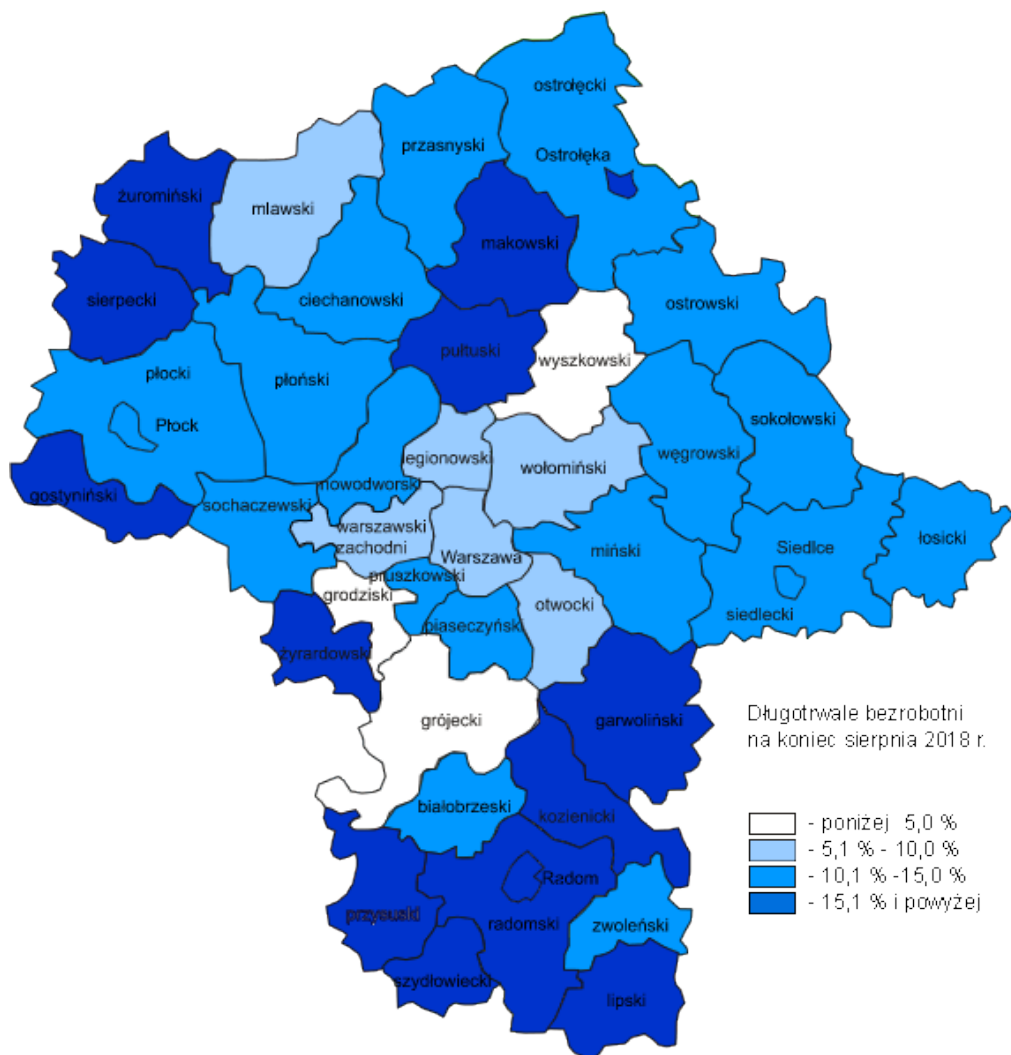 ostrołęcki
przasnyski
Ostrołęka
żuromiński
mlawski
makowski
sierpecki
ciechanowski
ostrowski
pułtuski
wyszkowski
płocki
płoński
sokołowski
Płock
węgrowski
legionowski
wołomiński
gostyniński
nowodworski
sochaczewski
warszawski
zachodni
Warszawa
miński
Siedlce
łosicki
pruszkowski
grodziski
otwocki
siedlecki
piaseczyński
żyrardowski
grójecki
garwoliński
Długotrwale bezrobotni
na koniec sierpnia 2018 r.
białobrzeski
kozienicki
- poniżej 5,0 %
- 5,1 % - 10,0 %
- 10,1 % -15,0 %
- 15,1 % i powyżej
Radom
przysuski
radomski
zwoleński
szydłowiecki
lipski